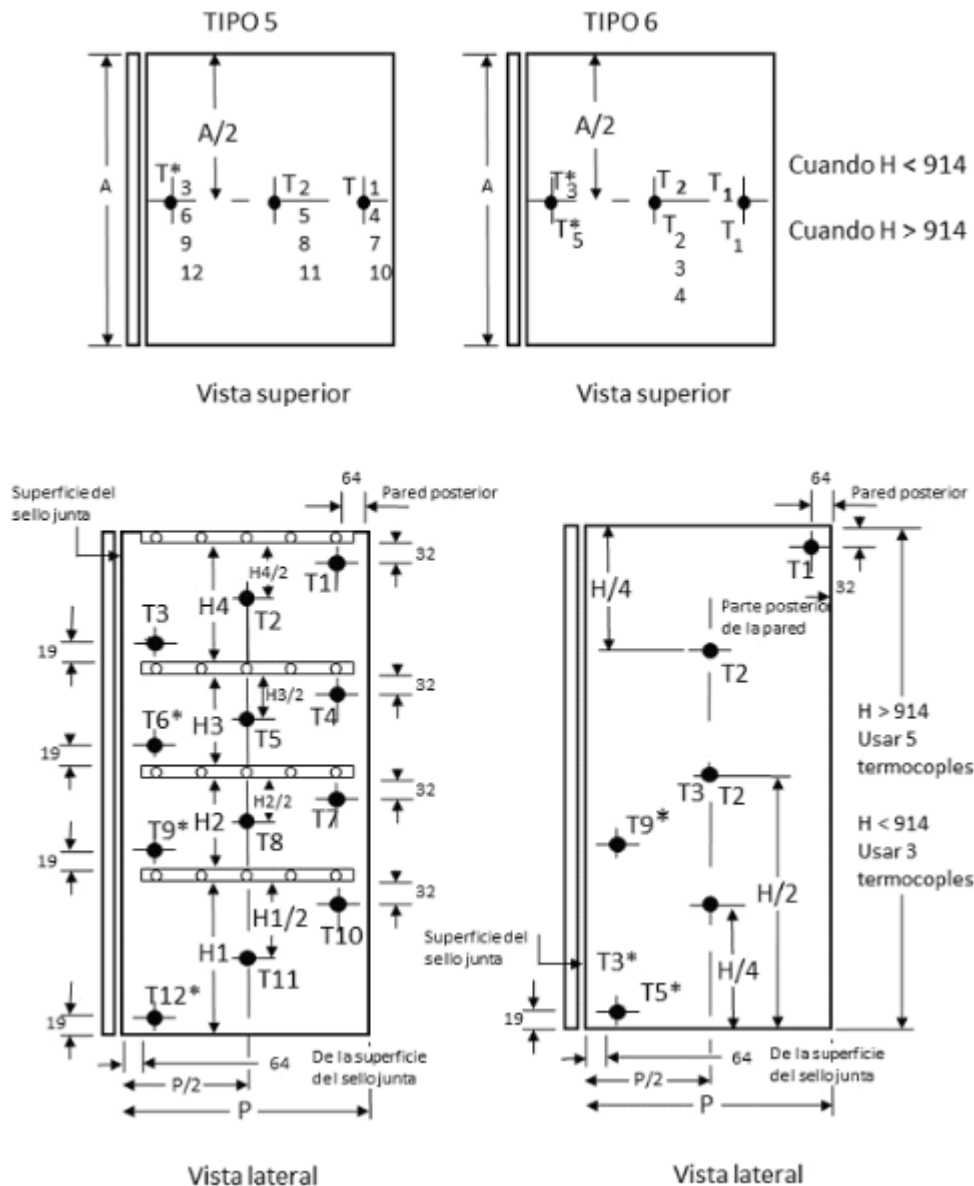 TIPO 5
TIPO 6
A
A/2
T*
3
6
9
12
T 2
5
8
11
T 1
4
7
10
A
A/2
T*
3
T*
5
T 2
T 2
3
4
T 1
T 1
Cuando H < 914
Cuando H > 914
Vista superior
Vista superior
Superficie del
sello junta
64
Pared posterior
32
T1
H4/2
T2
H4
T3
19
32
H3/2
T4
T5
H3
T6*
19
32
H2/2
T7
T8
H2
T9*
19
32
T10
H1/2
H1
T11
T12*
19
64
De la superficie
del sello junta
P/2
P
Vista lateral
64
Pared posterior
T1
32
H/4
Parte posterior
de la pared
T2
H > 914
Usar 5
termocoples
T3
T2
T9*
H < 914
Usar 3
termocoples
H/2
H
Superficie del
sello junta
T3*
H/4
T5*
19
64
De la superficie
del sello junta
P/2
P
Vista lateral